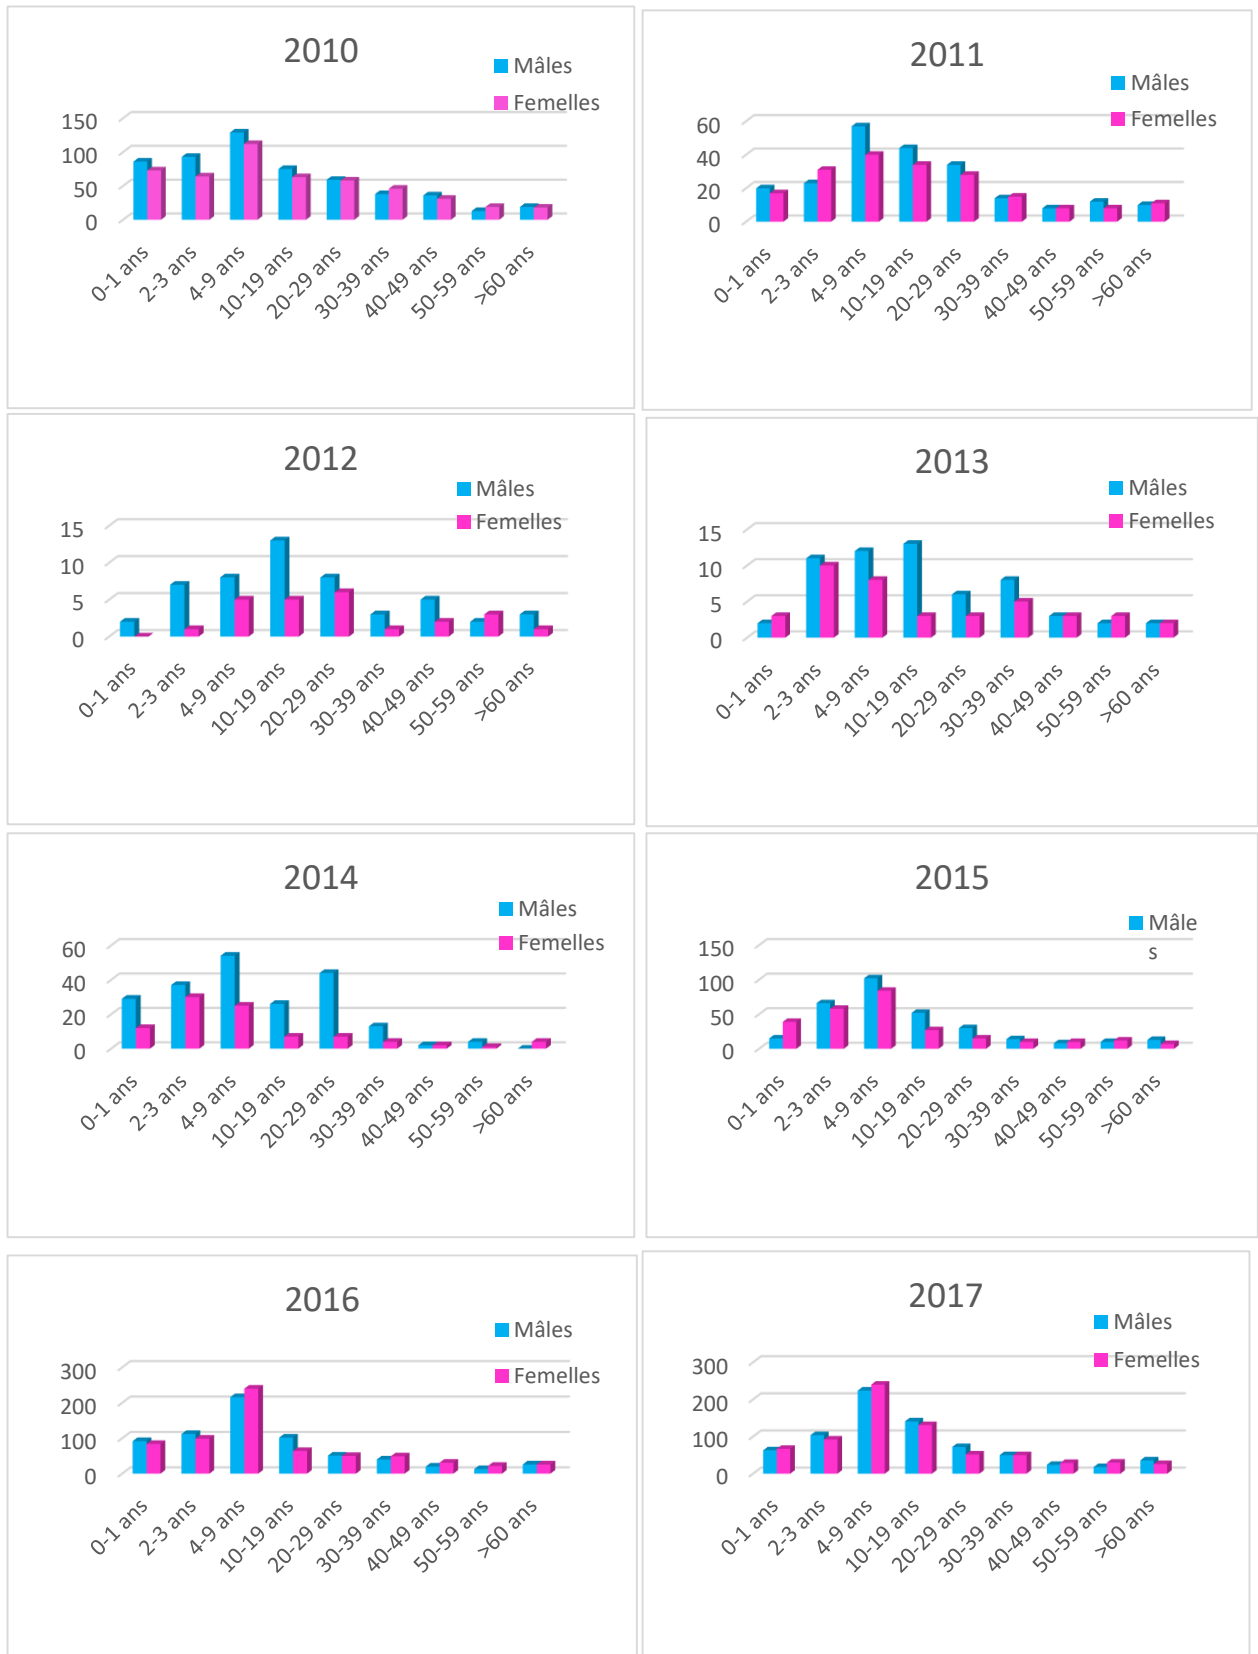 2010
Mâles
Femelles
150
100
50
0
0-1 ans
2-3 ans
4-9 ans
10-19 ans
20-29 ans
30-39 ans
40-49 ans
50-59 ans
>60 ans
2011
Mâles
Femelles
60
40
20
0
0-1 ans
2-3 ans
4-9 ans
10-19 ans
20-29 ans
30-39 ans
40-49 ans
50-59 ans
>60 ans
2012
Mâles
Femelles
15
10
5
0
0-1 ans
2-3 ans
4-9 ans
10-19 ans
20-29 ans
30-39 ans
40-49 ans
50-59 ans
>60 ans
2013
Mâles
Femelles
15
10
5
0
0-1 ans
2-3 ans
4-9 ans
10-19 ans
20-29 ans
30-39 ans
40-49 ans
50-59 ans
>60 ans
2014
Mâles
Femelles
60
40
20
0
0-1 ans
2-3 ans
4-9 ans
10-19 ans
20-29 ans
30-39 ans
40-49 ans
50-59 ans
>60 ans
2015
Mâle
s
150
100
50
0
0-1 ans
2-3 ans
4-9 ans
10-19 ans
20-29 ans
30-39 ans
40-49 ans
50-59 ans
>60 ans
2016
Mâles
Femelles
300
200
100
0
0-1 ans
2-3 ans
4-9 ans
10-19 ans
20-29 ans
30-39 ans
40-49 ans
50-59 ans
>60 ans
2017
Mâles
Femelles
300
200
100
0
0-1 ans
2-3 ans
4-9 ans
10-19 ans
20-29 ans
30-39 ans
40-49 ans
50-59 ans
>60 ans